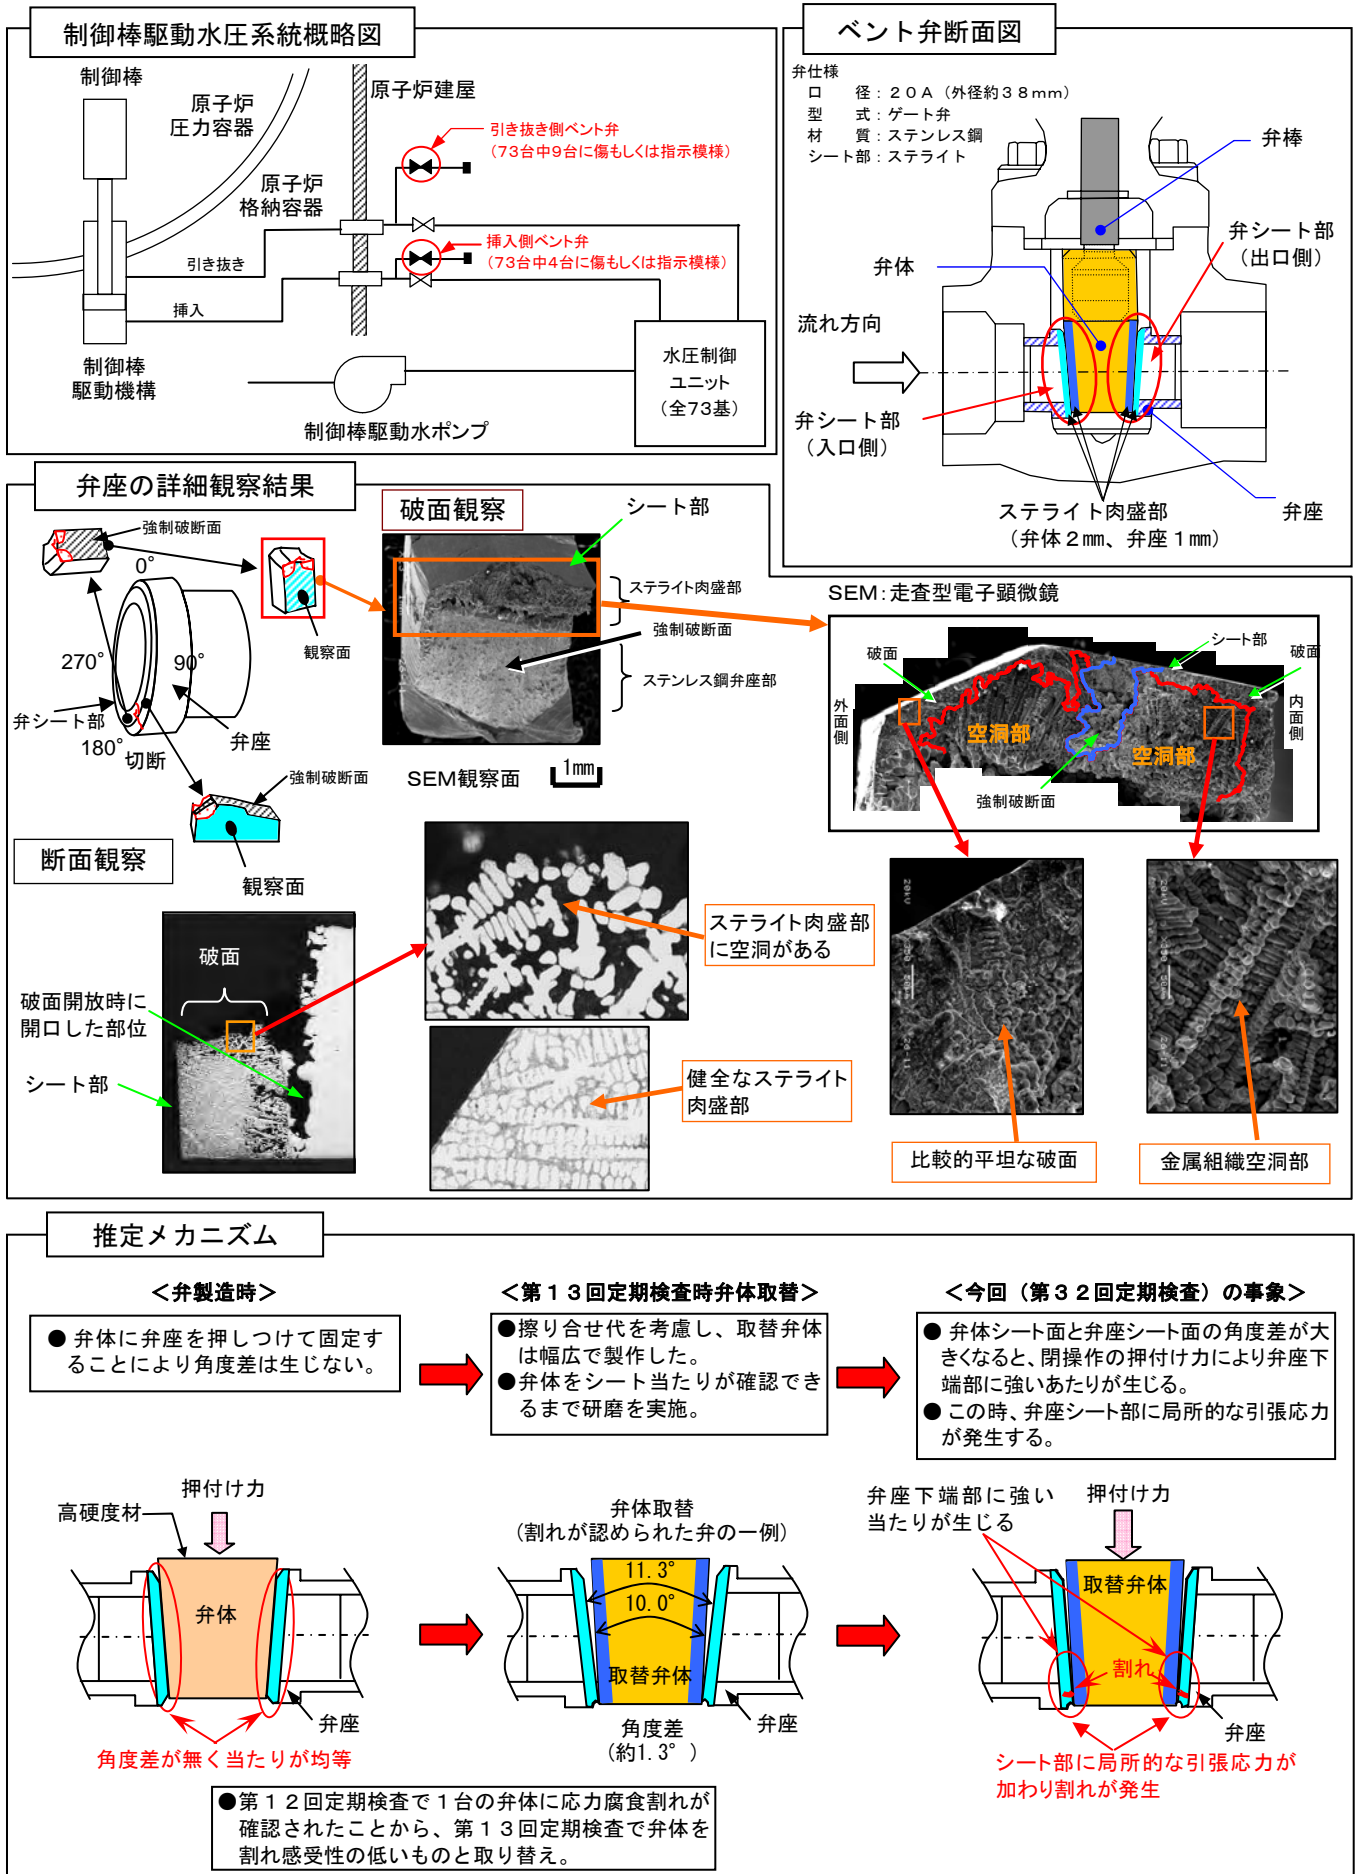 制御棒駆動水圧系統概略図
制御棒
原子炉
圧力容器
原子炉建屋
引き抜き側ベント弁
(73台中9台に傷もしくは指示模様)
原子炉
格納容器
挿入側ベント弁
(73台中4台に傷もしくは指示模様)
引き抜き
挿入
制御棒
駆動機構
制御棒駆動水ポンプ
水圧制御
ユニット
(全73基)
ベント弁断面図
弁仕様
口　径：20A（外径約38mm）
型　式：ゲート弁
材　質：ステンレス鋼
シート部：ステライト
弁棒
弁シート部
（出口側）
弁体
流れ方向
弁シート部
（入口側）
弁座
ステライト肉盛部
（弁体2mm、弁座1mm）
弁座の詳細観察結果
強制破断面
0°
270°
90°
観察面
弁シート部
180°
切断
弁座
強制破断面
観察面
破面観察
シート部
ステライト肉盛部
強制破断面
ステンレス鋼弁座部
SEM観察面
1mm
SEM：走査型電子顕微鏡
破面
シート部
破面
外面側
内面側
空洞部
空洞部
強制破断面
断面観察
破面
破面開放時に
開口した部位
シート部
ステライト肉盛部
に空洞がある
健全なステライト
肉盛部
20kV
20kV
比較的平坦な破面
金属組織空洞部
推定メカニズム
＜弁製造時＞
● 弁体に弁座を押しつけて固定す
ることにより角度差は生じない。
＜第13回定期検査時弁体取替＞
●擦り合せ代を考慮し、取替弁体
は幅広で製作した。
●弁体をシート当たりが確認でき
るまで研磨を実施。
＜今回（第32回定期検査）の事象＞
● 弁体シート面と弁座シート面の角度差が大
きくなると、閉操作の押付け力により弁座下
端部に強いあたりが生じる。
● この時、弁座シート部に局所的な引張応力
が発生する。
押付け力
高硬度材
弁体
弁座
角度差が無く当たりが均等
弁体取替
（割れが認められた弁の一例）
11.3°
10.0°
取替弁体
角度差
（約1.3°）
弁座
弁座下端部に強い
当たりが生じる
押付け力
取替弁体
割れ
弁座
シート部に局所的な引張応力が
加わり割れが発生
●第12回定期検査で1台の弁体に応力腐食割れが
確認されたことから、第13回定期検査で弁体を
割れ感受性の低いものと取り替え。